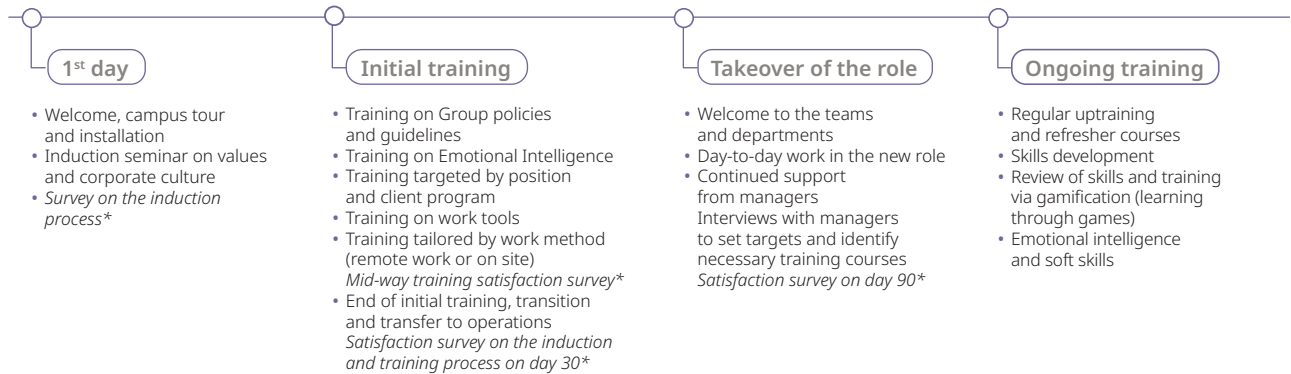 1st day
• Welcome, campus tour
and installation
• Induction seminar on values
and corporate culture
• Survey on the induction
process*
Initial training
• Training on Group policies
and guidelines
• Training on Emotional Intelligence
• Training targeted by position
and client program
• Training on work tools
• Training tailored by work method
(remote work or on site)
Mid-way training satisfaction survey*
• End of initial training, transition
and transfer to operations
Satisfaction survey on the induction
and training process on day 30*
Takeover of the role
• Welcome to the teams
and departments
• Day-to-day work in the new role
• Continued support
from managers
Interviews with managers
to set targets and identify
necessary training courses
Satisfaction survey on day 90*
Ongoing training
• Regular uptraining
and refresher courses
• Skills development
• Review of skills and training
via gamification (learning
through games)
• Emotional intelligence
and soft skills